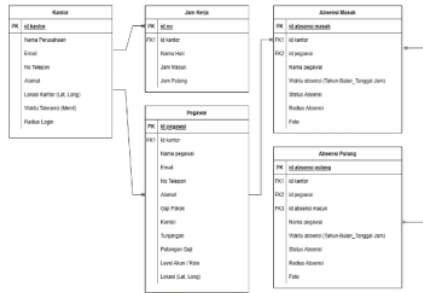 Kantor
PK id kantor
Nama Perusahaan
Email
No Telepon
Alamat
Lokasi Kantor (Lat, Long)
Waktu Toleransi (Menit)
Radius Login
Jam Kerja
PK id no
FK1 id kantor
Nama Hari
Jam Masuk
Jam Pulang
Pegawai
PK id pegawai
FK1 id kantor
Nama pegawai
Email
No Telepon
Alamat
Gaji Pokok
Komisi
Tunjangan
Potongan Gaji
Level Akun / Role
Lokasi (Lat, Long)
Absensi Masuk
PK id absensi masuk
FK1 id kantor
FK2 id pegawai
Nama pegawai
Waktu absensi (Tahun-Bulan_Tanggal Jam)
Status Absensi
Radius Absensi
Foto
Absensi Pulang
PK id absensi pulang
FK1 id kantor
FK2 id pegawai
FK3 id absensi masuk
Nama pegawai
Waktu absensi (Tahun-Bulan_Tanggal Jam)
Status Absensi
Radius Absensi
Foto